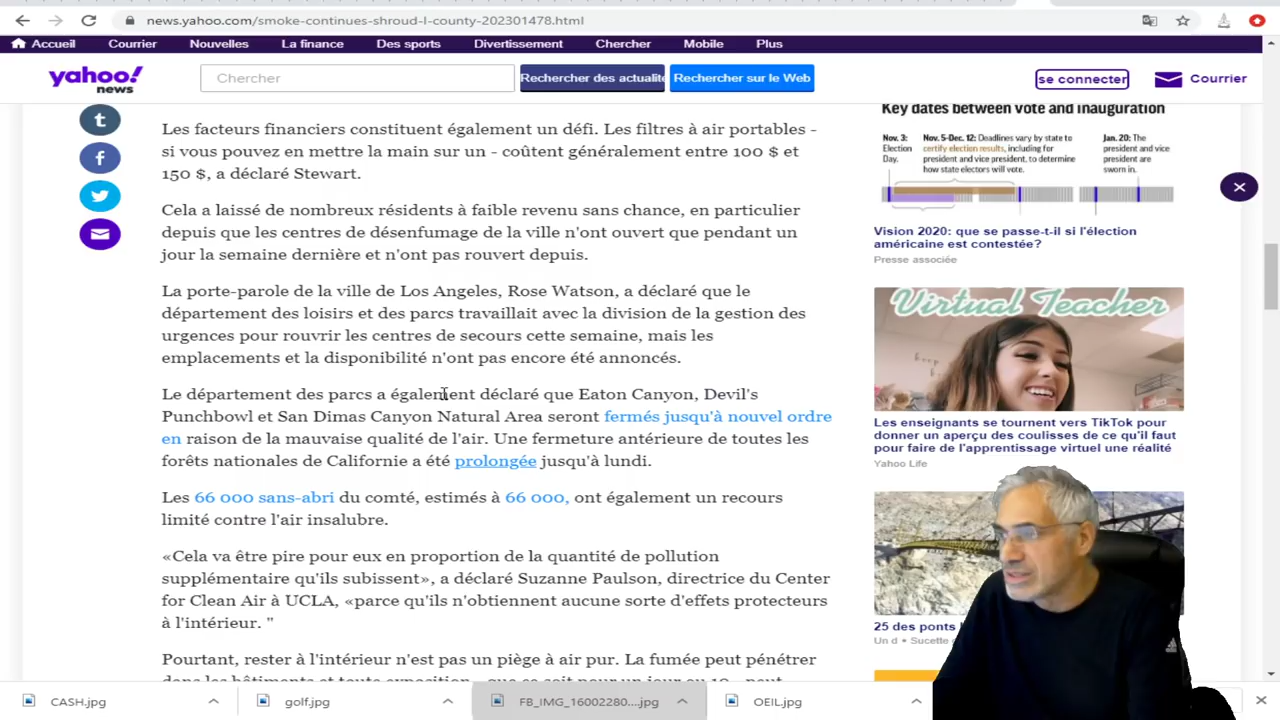 news.yahoo.com/smoke-continues-shroud-l-county-202301478.html
Accueil Courrier Nouvelles La finance Des sports Divertissement Chercher Mobile Plus
yahoo!
news
Chercher
Rechercher des actualité
Rechercher sur le Web
se connecter
Courrier
Les facteurs financiers constituent également un défi. Les filtres à air portables -
si vous pouvez en mettre la main sur un - coûtent généralement entre 100 $ et
150 $, a déclaré Stewart.
Cela a laissé de nombreux résidents à faible revenu sans chance, en particulier
depuis que les centres de désenfumage de la ville n'ont ouvert que pendant un
jour la semaine dernière et n'ont pas rouvert depuis.
La porte-parole de la ville de Los Angeles, Rose Watson, a déclaré que le
département des loisirs et des parcs travaillait avec la division de la gestion des
urgences pour rouvrir les centres de secours cette semaine, mais les
emplacements et la disponibilité n'ont pas encore été annoncés.
Le département des parcs a également déclaré que Eaton Canyon, Devil's
Punchbowl et San Dimas Canyon Natural Area seront fermés jusqu'à nouvel ordre
en raison de la mauvaise qualité de l'air. Une fermeture antérieure de toutes les
forêts nationales de Californie a été prolongée jusqu'à lundi.
Les 66 000 sans-abri du comté, estimés à 66 000, ont également un recours
limité contre l'air insalubre.
«Cela va être pire pour eux en proportion de la quantité de pollution
supplémentaire qu'ils subissent», a déclaré Suzanne Paulson, directrice du Center
for Clean Air à UCLA, «parce qu'ils n'obtiennent aucune sorte d'effets protecteurs
à l'intérieur. "
Pourtant, rester à l'intérieur n'est pas un piège à air pur. La fumée peut pénétrer
Key dates between vote and inauguration
Nov. 3:
Election
Day.
Nov. 5-Dec. 12: Deadlines vary by state to
certify election results, including for
president and vice president, to determine
how state electors will vote.
Jan. 20: The
president and vice
president are
sworn in.
Vision 2020: que se passe-t-il si l'élection
américaine est contestée?
Presse associée
Virtual Teacher
Les enseignants se tournent vers TikTok pour
donner un aperçu des coulisses de ce qu'il faut
pour faire de l'apprentissage virtuel une réalité
Yahoo Life
25 des ponts
Un d • Sucette
CASH.jpg
golf.jpg
FB_IMG_16002280....jpg
OEIL.jpg